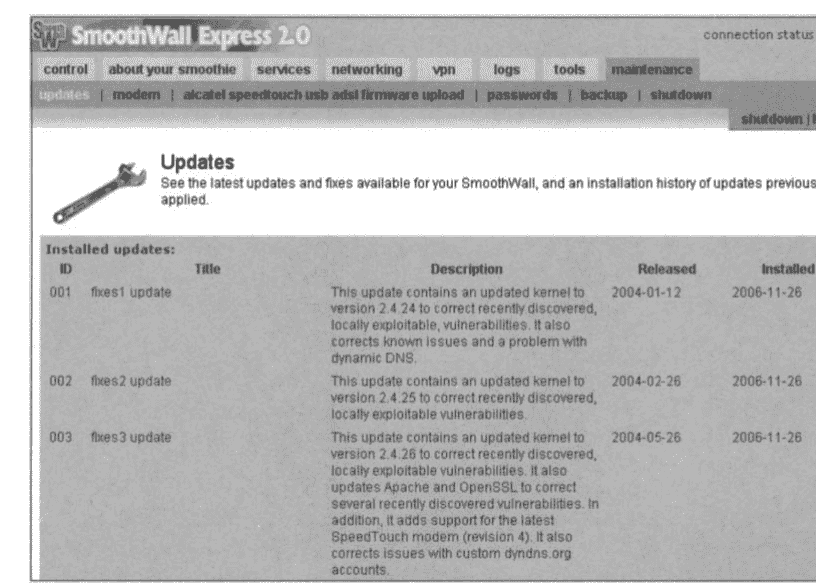 SmoothWall Express 2.0
connection status
control about your smoothie services networking vpn logs tools maintenance
updates | modem | alcatel speedtouch usb adsl firmware upload | passwords | backup | shutdown
shutdown |
Updates
See the latest updates and fixes available for your SmoothWall, and an installation history of updates previous
applied.
Installed updates:
ID Title Description Released Installed
001 fixes1 update This update contains an updated kernel to 2004-01-12 2006-11-26
version 2.4.24 to correct recently discovered,
locally exploitable, vulnerabilities. It also
corrects known issues and a problem with
dynamic DNS.
002 fixes2 update This update contains an updated kernel to 2004-02-26 2006-11-26
version 2.4.25 to correct recently discovered,
locally exploitable vulnerabilities.
003 fixes3 update This update contains an updated kernel to 2004-05-26 2006-11-26
version 2.4.26 to correct recently discovered,
locally exploitable vulnerabilities. It also
updates Apache and OpenSSL to correct
several recently discovered vulnerabilities. In
addition, it adds support for the latest
SpeedTouch modem (revision 4). It also
corrects issues with custom dyndns.org
accounts.